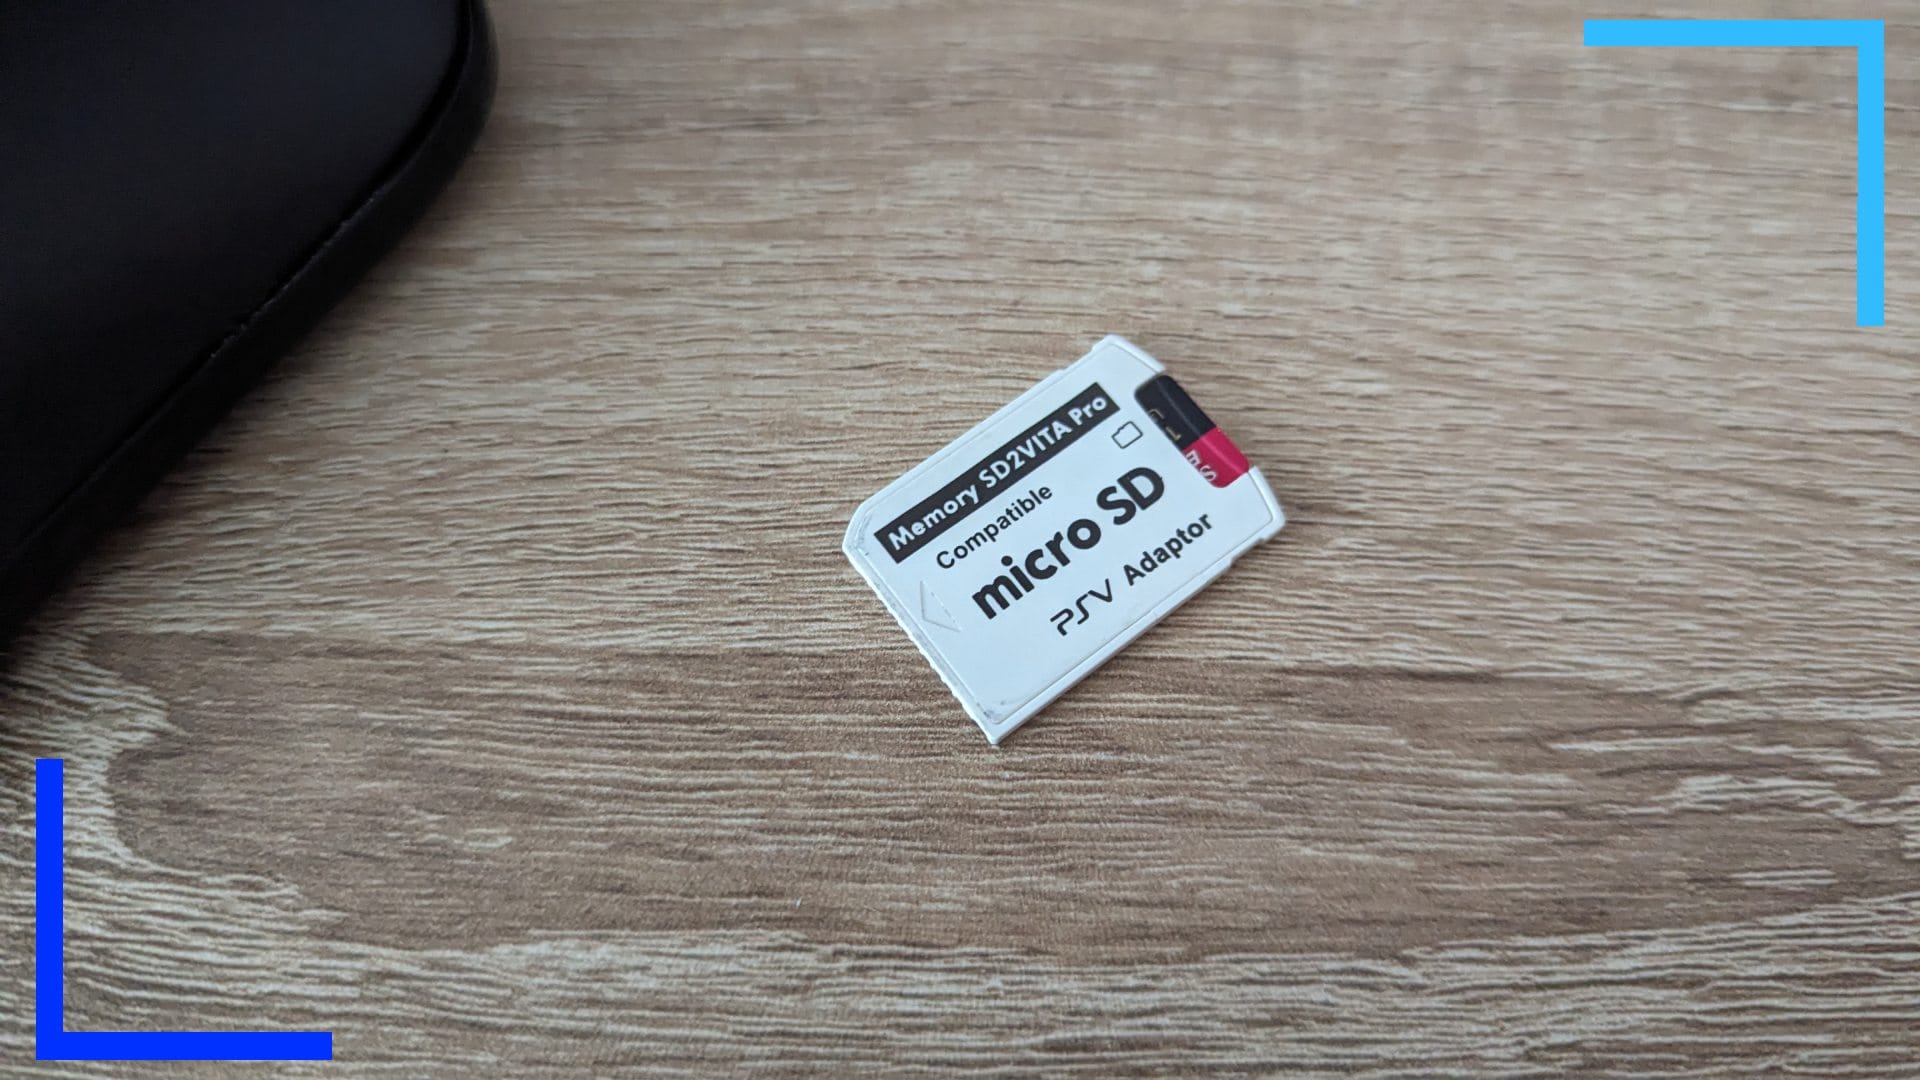 Memory SD2VITA Pro
Compatible
micro SD
PSV Adaptor